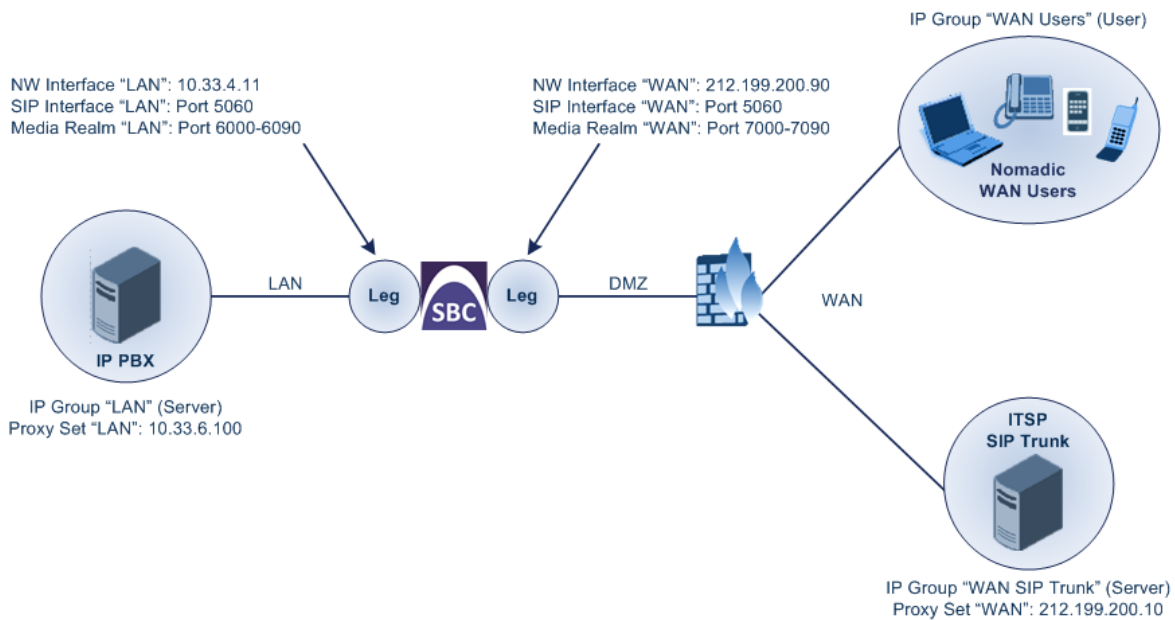 IP Group “WAN Users” (User)
NW Interface “LAN”: 10.33.4.11
SIP Interface “LAN”: Port 5060
Media Realm “LAN”: Port 6000-6090
NW Interface “WAN”: 212.199.200.90
SIP Interface “WAN”: Port 5060
Media Realm “WAN”: Port 7000-7090
Nomadic
WAN Users
LAN
Leg
SBC
Leg
DMZ
WAN
IP PBX
IP Group “LAN” (Server)
Proxy Set “LAN”: 10.33.6.100
ITSP
SIP Trunk
IP Group “WAN SIP Trunk” (Server)
Proxy Set “WAN”: 212.199.200.10